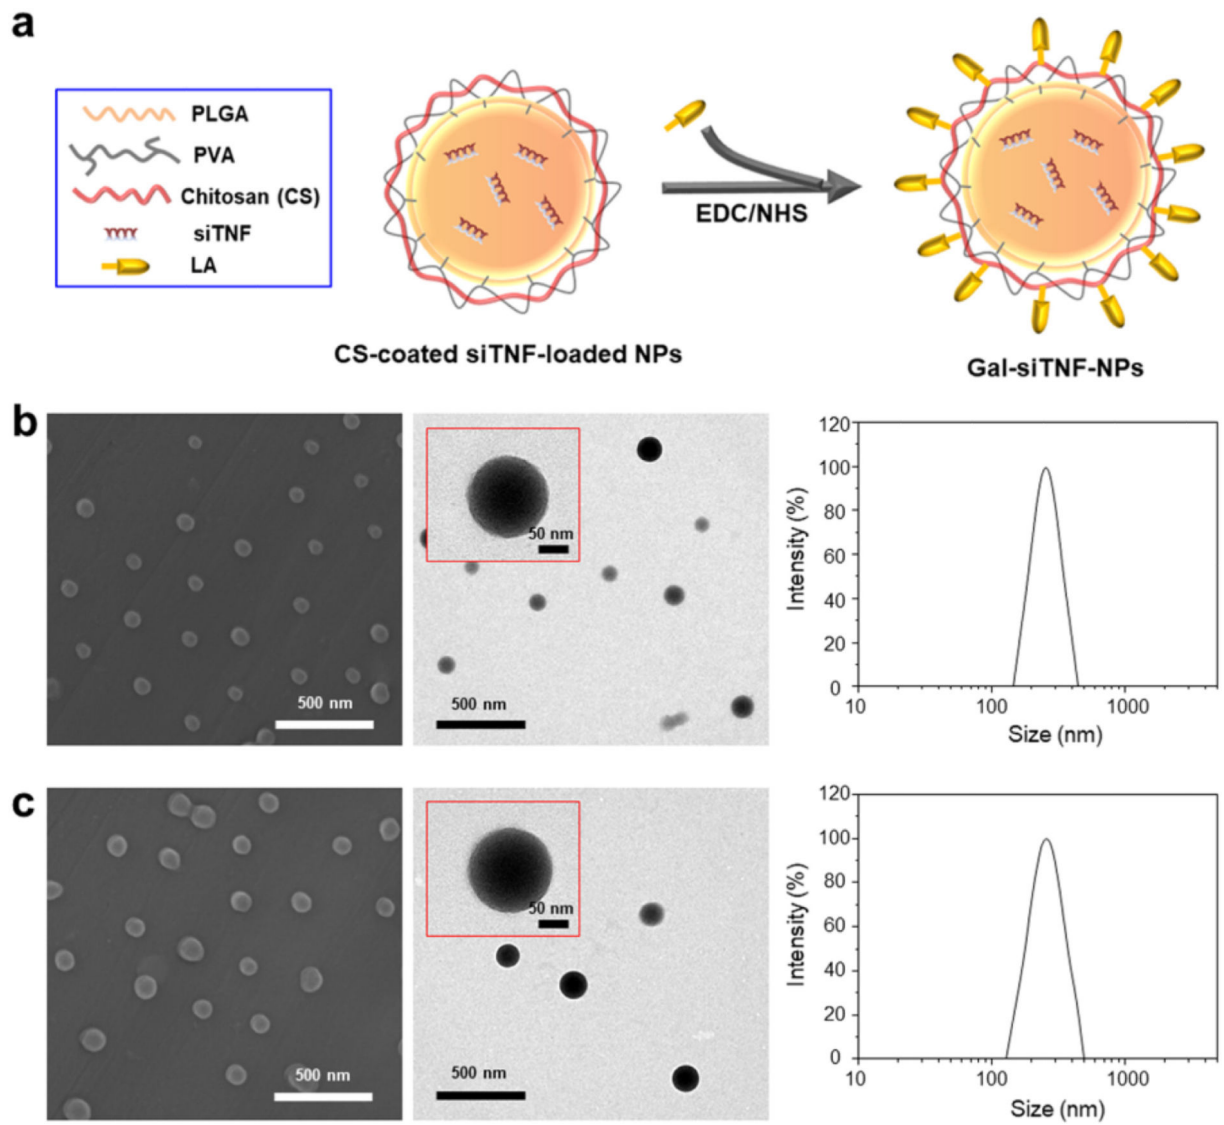 a
PLGA
PVA
Chitosan (CS)
siTNF
LA
EDC/NHS
CS-coated siTNF-loaded NPs
Gal-siTNF-NPs
b
500 nm
50 nm
500 nm
120
100
80
60
40
20
0
Intensity (%)
10 100 1000
Size (nm)
c
500 nm
50 nm
500 nm
120
100
80
60
40
20
0
Intensity (%)
10 100 1000
Size (nm)